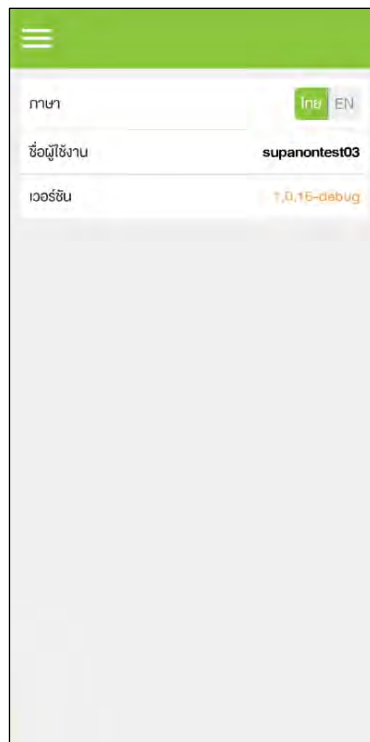 ภาษา ไทย EN
ชื่อผู้ใช้งาน supanontest03
เวอร์ชัน 1.0.16-debug